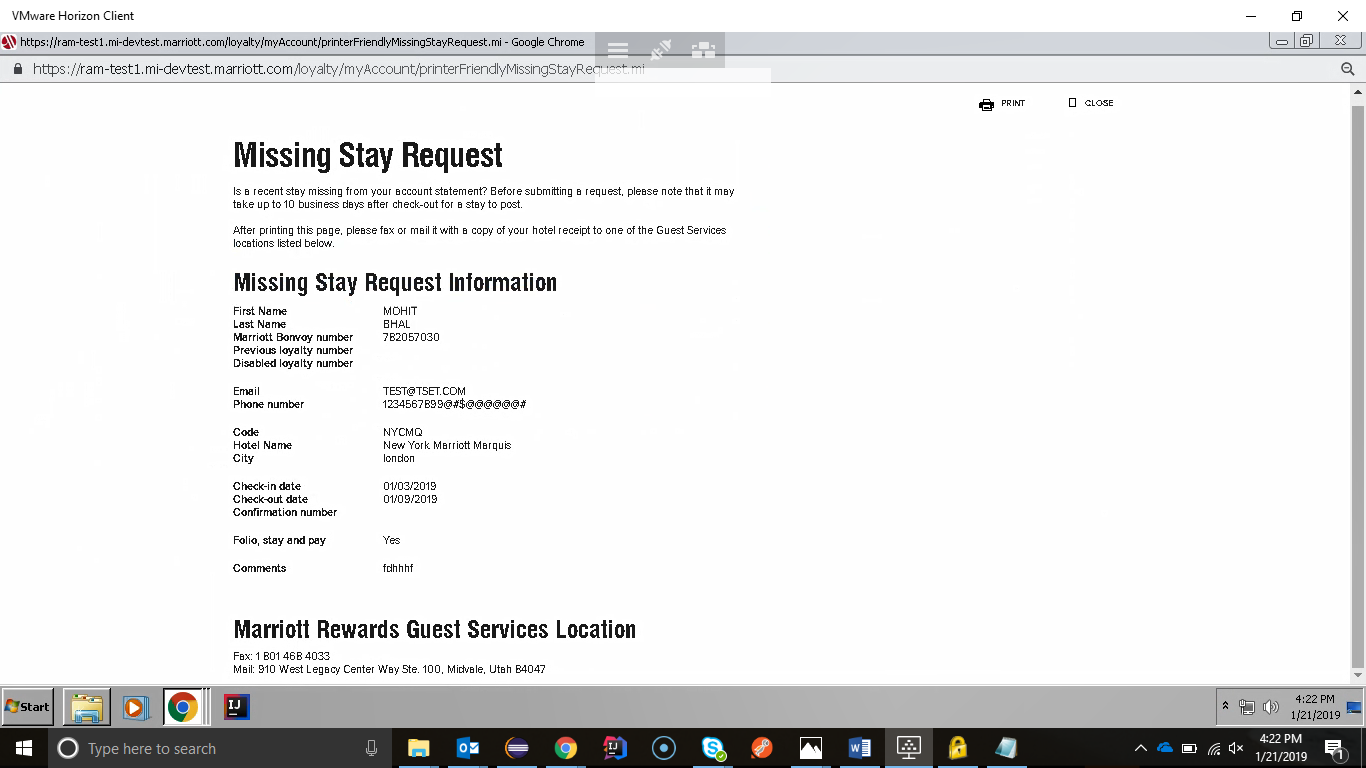 VMware Horizon Client
https://ram-test1.mi-devtest.marriott.com/loyalty/myAccount/printerFriendlyMissingStayRequest.mi - Google Chrome
https://ram-test1.mi-devtest.marriott.com/loyalty/myAccount/printerFriendlyMissingStayRequest.mi
PRINT CLOSE
Missing Stay Request
Is a recent stay missing from your account statement? Before submitting a request, please note that it may
take up to 10 business days after check-out for a stay to post.
After printing this page, please fax or mail it with a copy of your hotel receipt to one of the Guest Services
locations listed below.
Missing Stay Request Information
First Name MOHIT
Last Name BHAL
Marriott Bonvoy number 782057030
Previous loyalty number
Disabled loyalty number
Email TEST@TSET.COM
Phone number 1234567899@#$@@@@@@#
Code NYCMQ
Hotel Name New York Marriott Marquis
City london
Check-in date 01/03/2019
Check-out date 01/09/2019
Confirmation number
Folio, stay and pay Yes
Comments fdhhhf
Marriott Rewards Guest Services Location
Fax: 1 801 468 4033
Mail: 910 West Legacy Center Way Ste. 100, Midvale, Utah 84047
Start
4:22 PM
1/21/2019
Type here to search
4:22 PM
1/21/2019
1